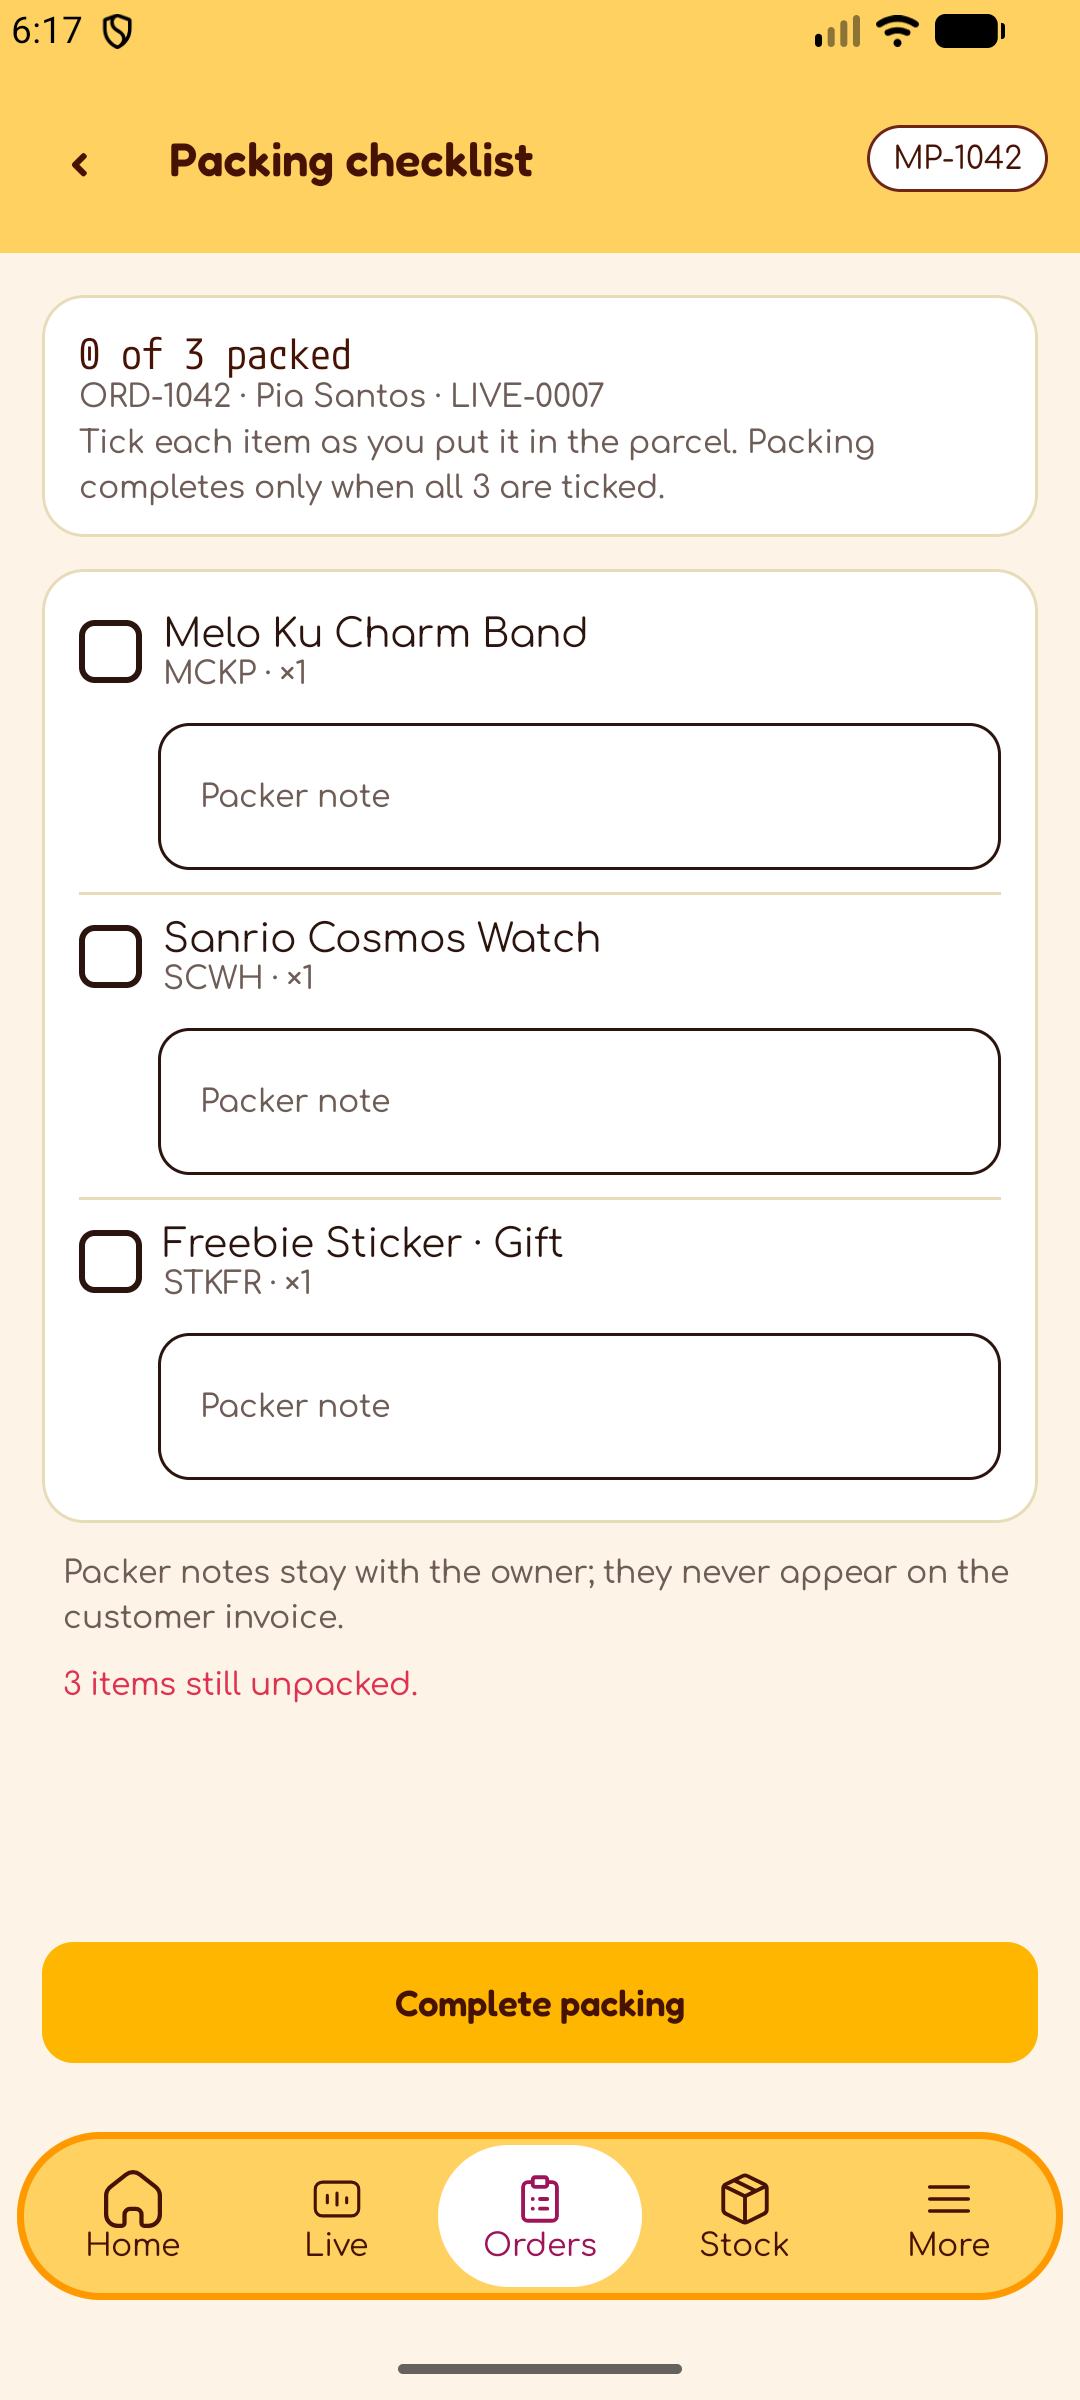 6:17
Packing checklist
MP-1042
0 of 3 packed
ORD-1042 · Pia Santos · LIVE-0007
Tick each item as you put it in the parcel. Packing
completes only when all 3 are ticked.
Melo Ku Charm Band
MCKP · ×1
Packer note
Sanrio Cosmos Watch
SCWH · ×1
Packer note
Freebie Sticker · Gift
STKFR · ×1
Packer note
Packer notes stay with the owner; they never appear on the
customer invoice.
3 items still unpacked.
Complete packing
Home
Live
Orders
Stock
More